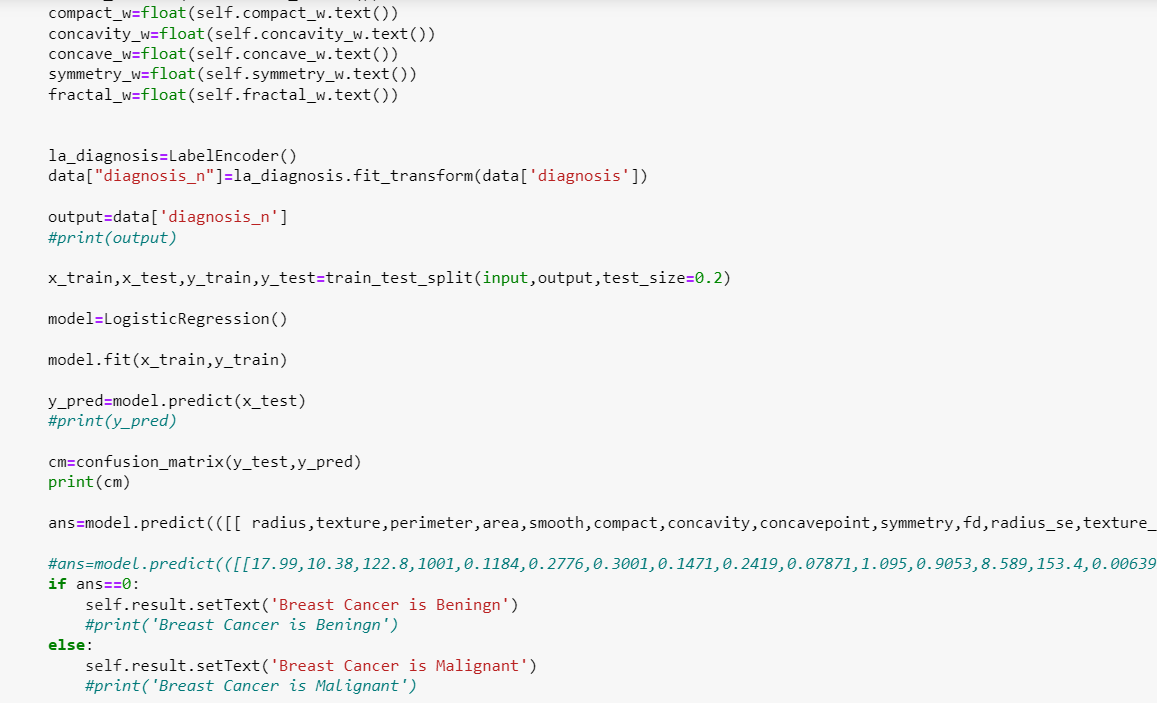 compact_w=float(self.compact_w.text())
concavity_w=float(self.concavity_w.text())
concave_w=float(self.concave_w.text())
symmetry_w=float(self.symmetry_w.text())
fractal_w=float(self.fractal_w.text())
la_diagnosis=LabelEncoder()
data["diagnosis_n"]=la_diagnosis.fit_transform(data['diagnosis'])
output=data['diagnosis_n']
#print(output)
x_train,x_test,y_train,y_test=train_test_split(input,output,test_size=0.2)
model=LogisticRegression()
model.fit(x_train,y_train)
y_pred=model.predict(x_test)
#print(y_pred)
cm=confusion_matrix(y_test,y_pred)
print(cm)
ans=model.predict(([[ radius,texture,perimeter,area,smooth,compact,concavity,concavepoint,symmetry,fd,radius_se,texture_
#ans=model.predict(([[17.99,10.38,122.8,1001,0.1184,0.2776,0.3001,0.1471,0.2419,0.07871,1.095,0.9053,8.589,153.4,0.00639
if ans==0:
    self.result.setText('Breast Cancer is Beningn')
    #print('Breast Cancer is Beningn')
else:
    self.result.setText('Breast Cancer is Malignant')
    #print('Breast Cancer is Malignant')